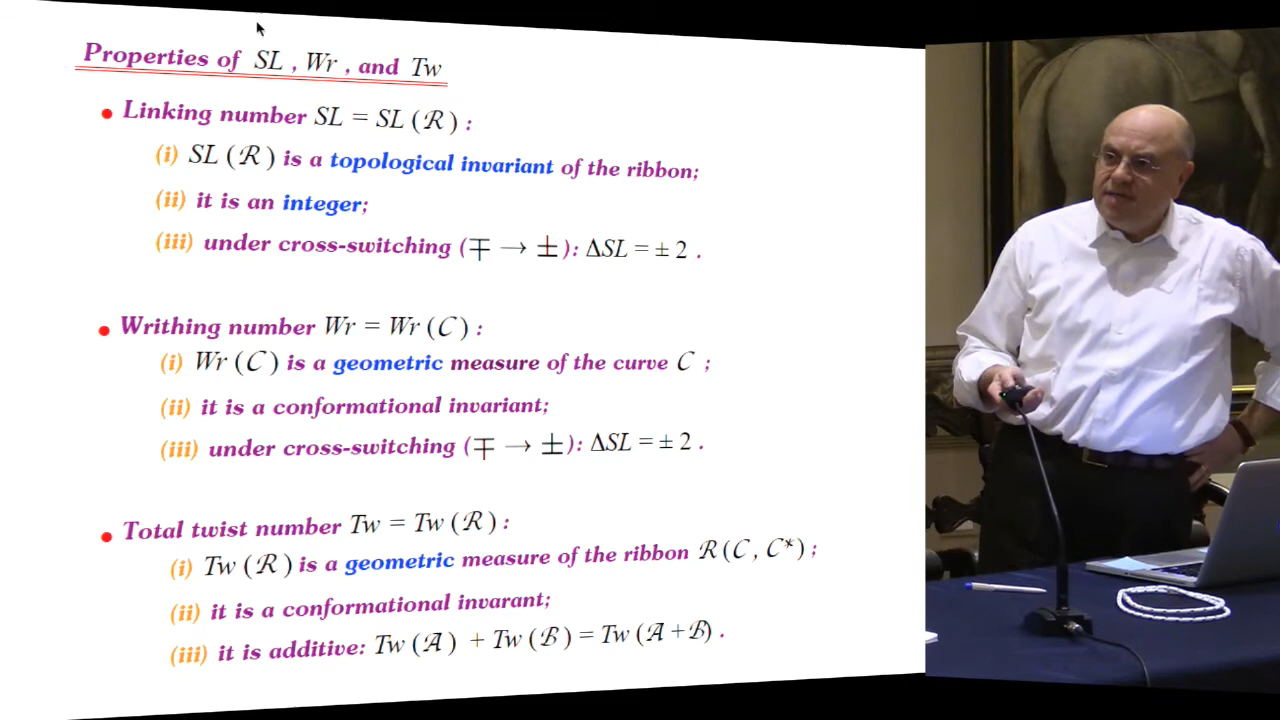 Properties of SL , Wr , and Tw
• Linking number SL = SL (ℛ) :
(i) SL (ℛ) is a topological invariant of the ribbon;
(ii) it is an integer;
(iii) under cross-switching (∓ → ±): ΔSL = ± 2 .
• Writhing number Wr = Wr (C) :
(i) Wr (C) is a geometric measure of the curve C ;
(ii) it is a conformational invariant;
(iii) under cross-switching (∓ → ±): ΔSL = ± 2 .
• Total twist number Tw = Tw (ℛ) :
(i) Tw (ℛ) is a geometric measure of the ribbon ℛ (C , C*) ;
(ii) it is a conformational invarant;
(iii) it is additive: Tw (𝒜) + Tw (ℬ) = Tw (𝒜 + ℬ) .